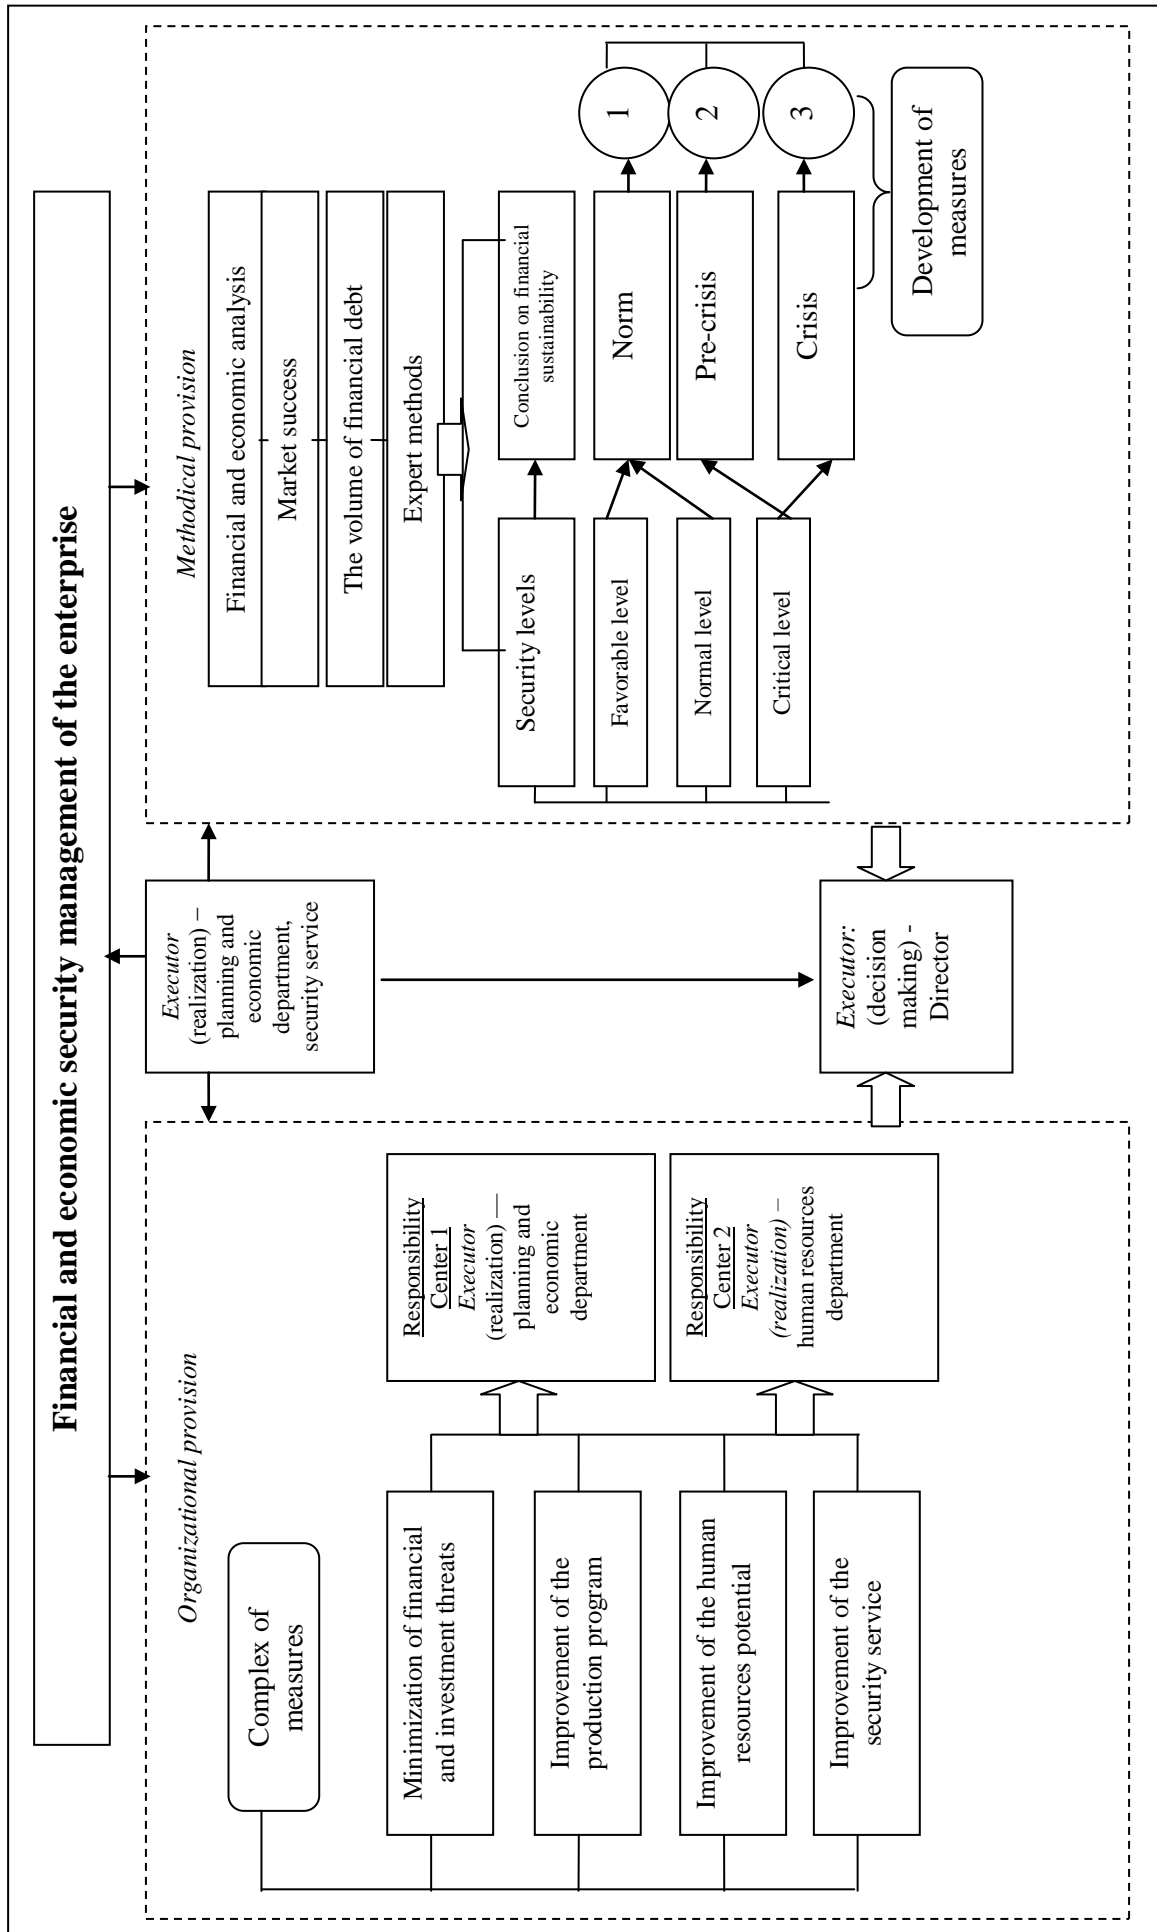 Financial and economic security management of the enterprise
Organizational provision
Complex of
measures
Minimization of financial
and investment threats
Improvement of the
production program
Improvement of the human
resources potential
Improvement of the
security service
Responsibility
Center 1
Executor
(realization) —
planning and
economic
department
Responsibility
Center 2
Executor
(realization) –
human resources
department
Executor
(realization) –
planning and
economic
department,
security service
Executor:
(decision
making) -
Director
Methodical provision
Financial and economic analysis
Market success
The volume of financial debt
Expert methods
Security levels
Conclusion on financial
sustainability
Favorable level
Norm
1
Normal level
Pre-crisis
2
Critical level
Crisis
3
Development of
measures